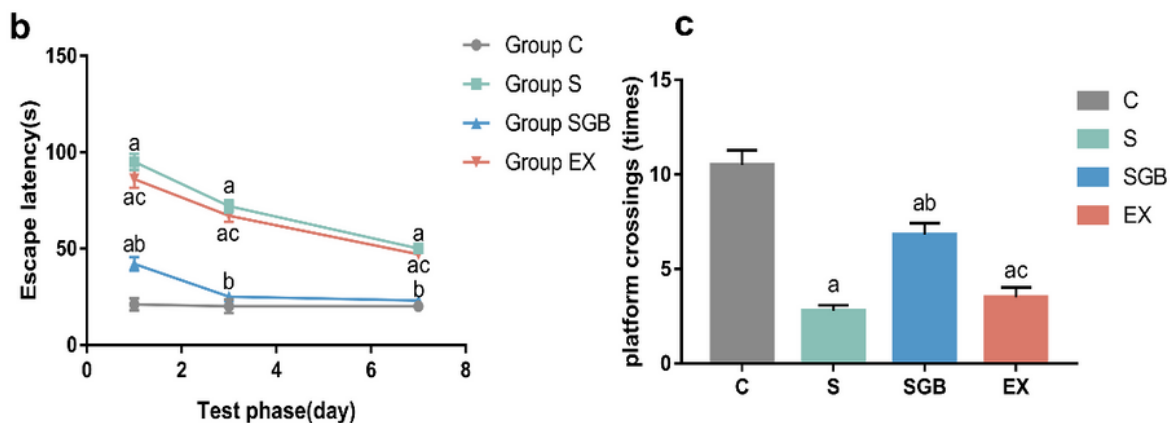 b
Group C
Group S
Group SGB
Group EX
Escape latency(s)
150
100
50
0
a
ac
ab
a
ac
b
a
ac
b
0 2 4 6 8
Test phase(day)
c
platform crossings (times)
15
10
5
0
a
ab
ac
C S SGB EX
C
S
SGB
EX